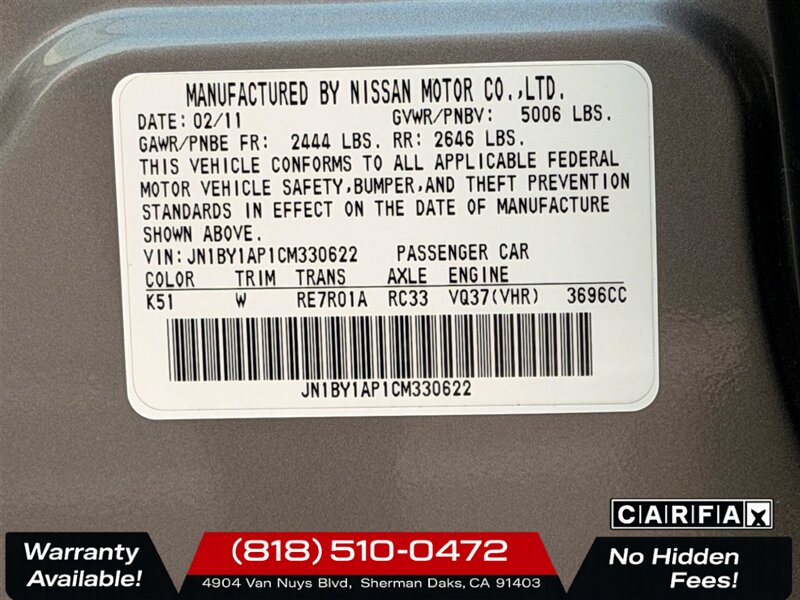 MANUFACTURED BY NISSAN MOTOR CO.,LTD.
DATE: 02/11 GVWR/PNBV: 5006 LBS.
GAWR/PNBE FR: 2444 LBS. RR: 2646 LBS.
THIS VEHICLE CONFORMS TO ALL APPLICABLE FEDERAL
MOTOR VEHICLE SAFETY,BUMPER,AND THEFT PREVENTION
STANDARDS IN EFFECT ON THE DATE OF MANUFACTURE
SHOWN ABOVE.
VIN:JN1BY1AP1CM330622 PASSENGER CAR
COLOR TRIM TRANS AXLE ENGINE
K51 W RE7R01A RC33 VQ37(VHR) 3696CC
JN1BY1AP1CM330622
CARFAX
Warranty
Available!
(818) 510-0472
4904 Van Nuys Blvd, Sherman Oaks, CA 91403
No Hidden
Fees!